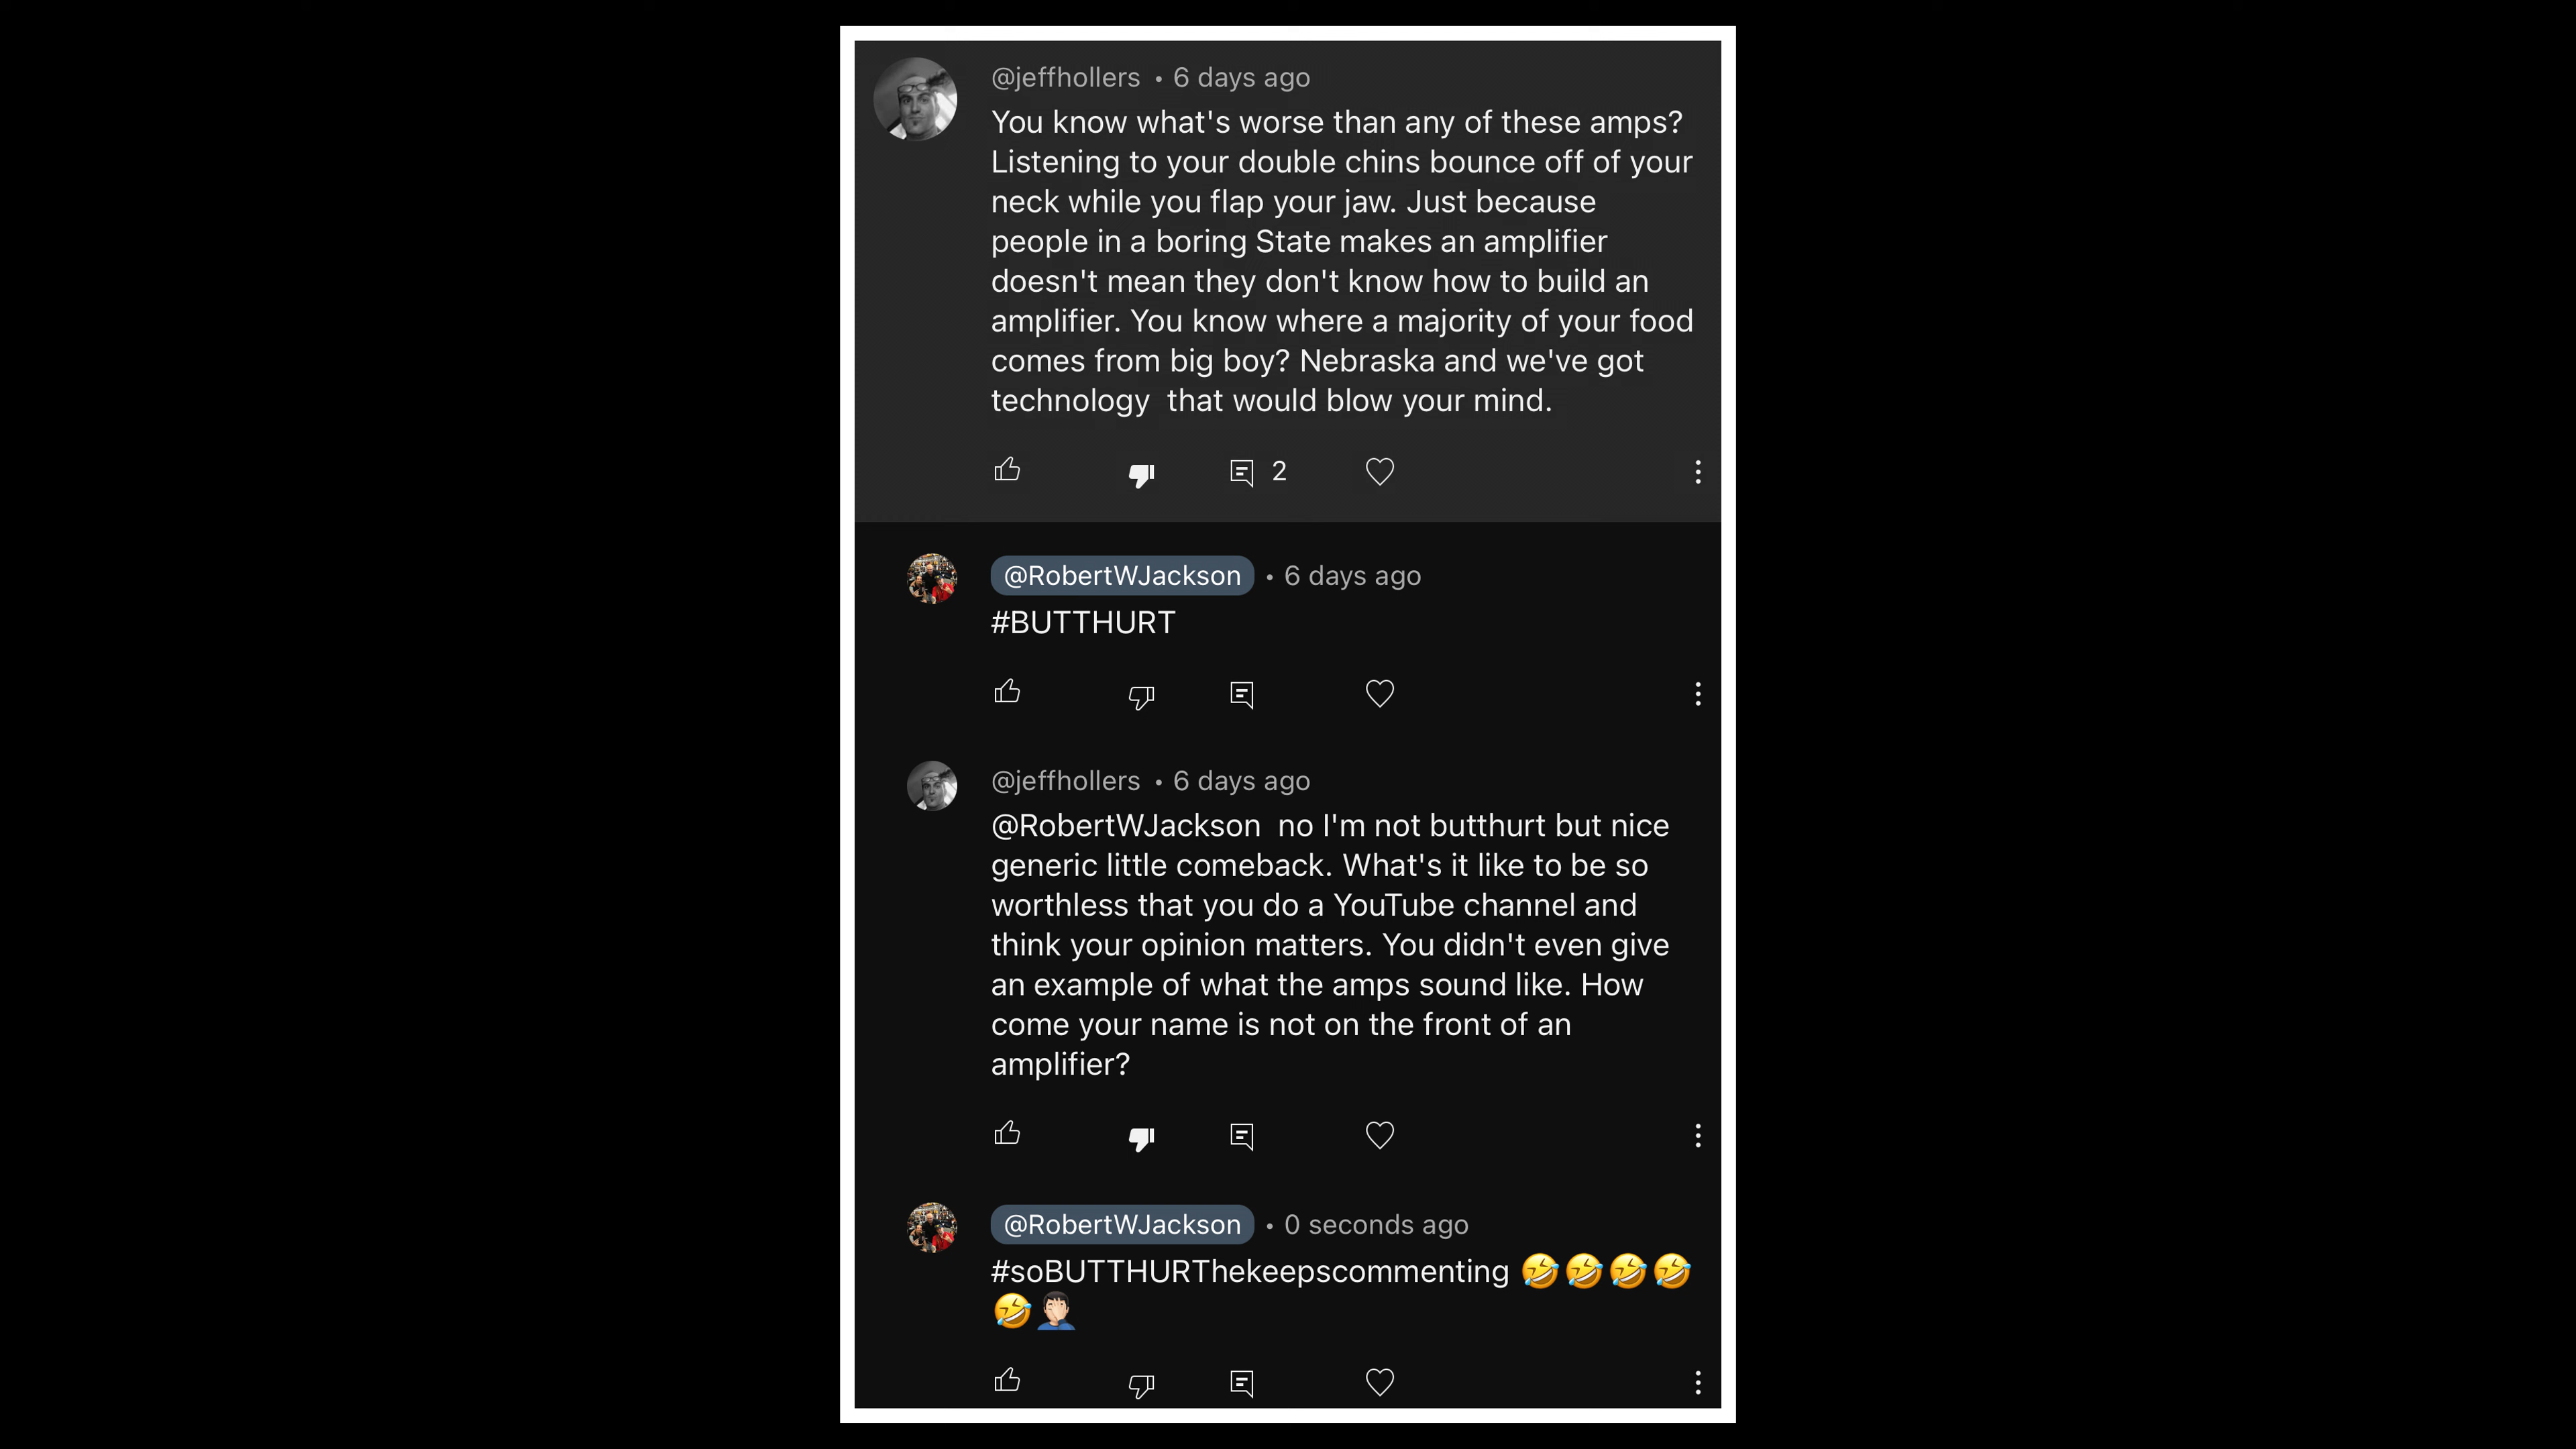 @jeffhollers • 6 days ago
You know what's worse than any of these amps?
Listening to your double chins bounce off of your
neck while you flap your jaw. Just because
people in a boring State makes an amplifier
doesn't mean they don't know how to build an
amplifier. You know where a majority of your food
comes from big boy? Nebraska and we've got
technology  that would blow your mind.
2
@RobertWJackson • 6 days ago
#BUTTHURT
@jeffhollers • 6 days ago
@RobertWJackson  no I'm not butthurt but nice
generic little comeback. What's it like to be so
worthless that you do a YouTube channel and
think your opinion matters. You didn't even give
an example of what the amps sound like. How
come your name is not on the front of an
amplifier?
@RobertWJackson • 0 seconds ago
#soBUTTHURThekeepscommenting 🤣🤣🤣🤣
🤣🤦🏻‍♂️